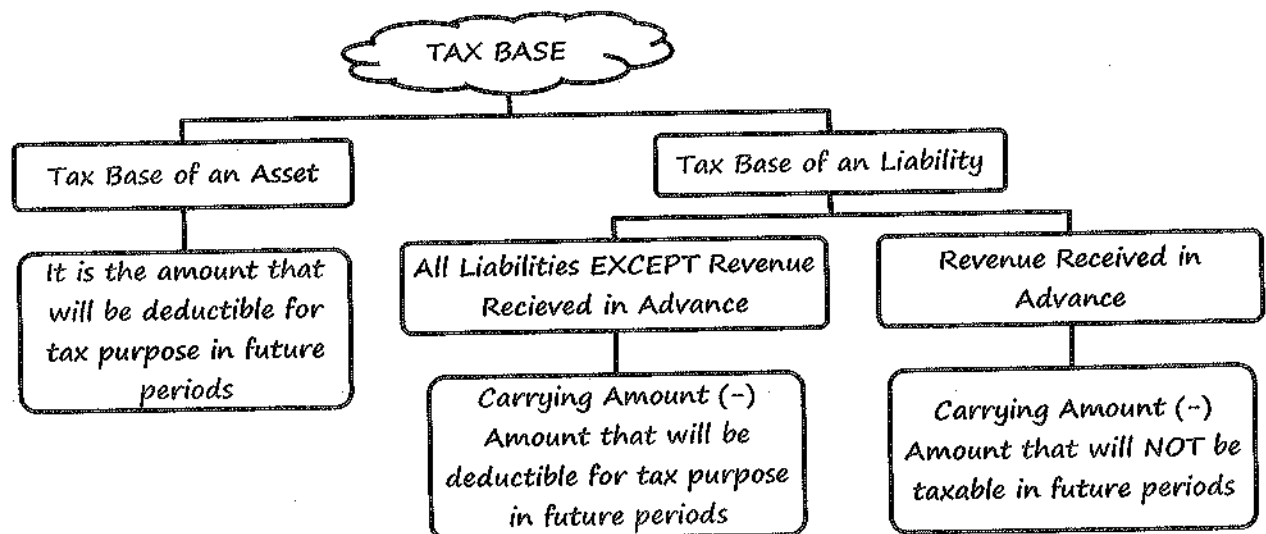 TAX BASE
Tax Base of an Asset
It is the amount that
will be deductible for
tax purpose in future
periods
Tax Base of an Liability
All Liabilities EXCEPT Revenue
Recieved in Advance
Carrying Amount (-)
Amount that will be
deductible for tax purpose
in future periods
Revenue Received in
Advance
Carrying Amount (-)
Amount that will NOT be
taxable in future periods